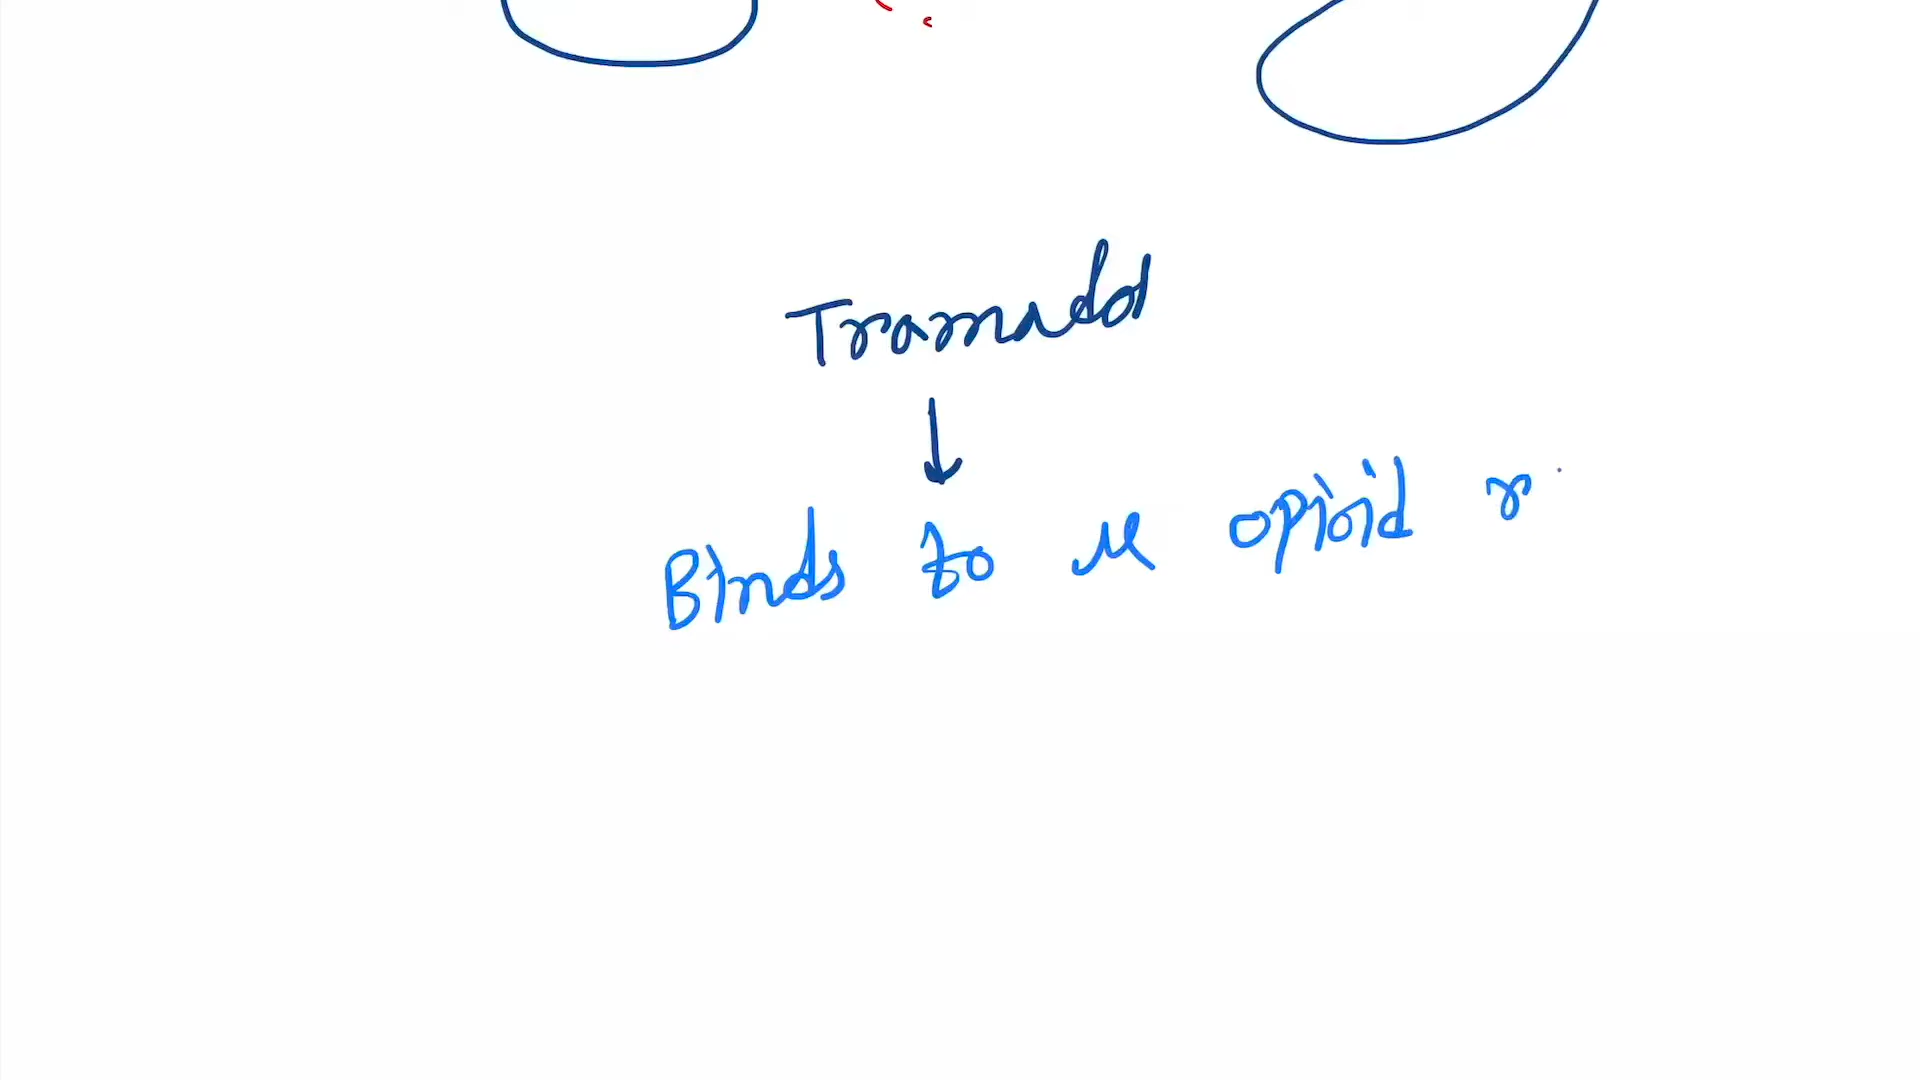 Tramadol
Binds to μ opioid r